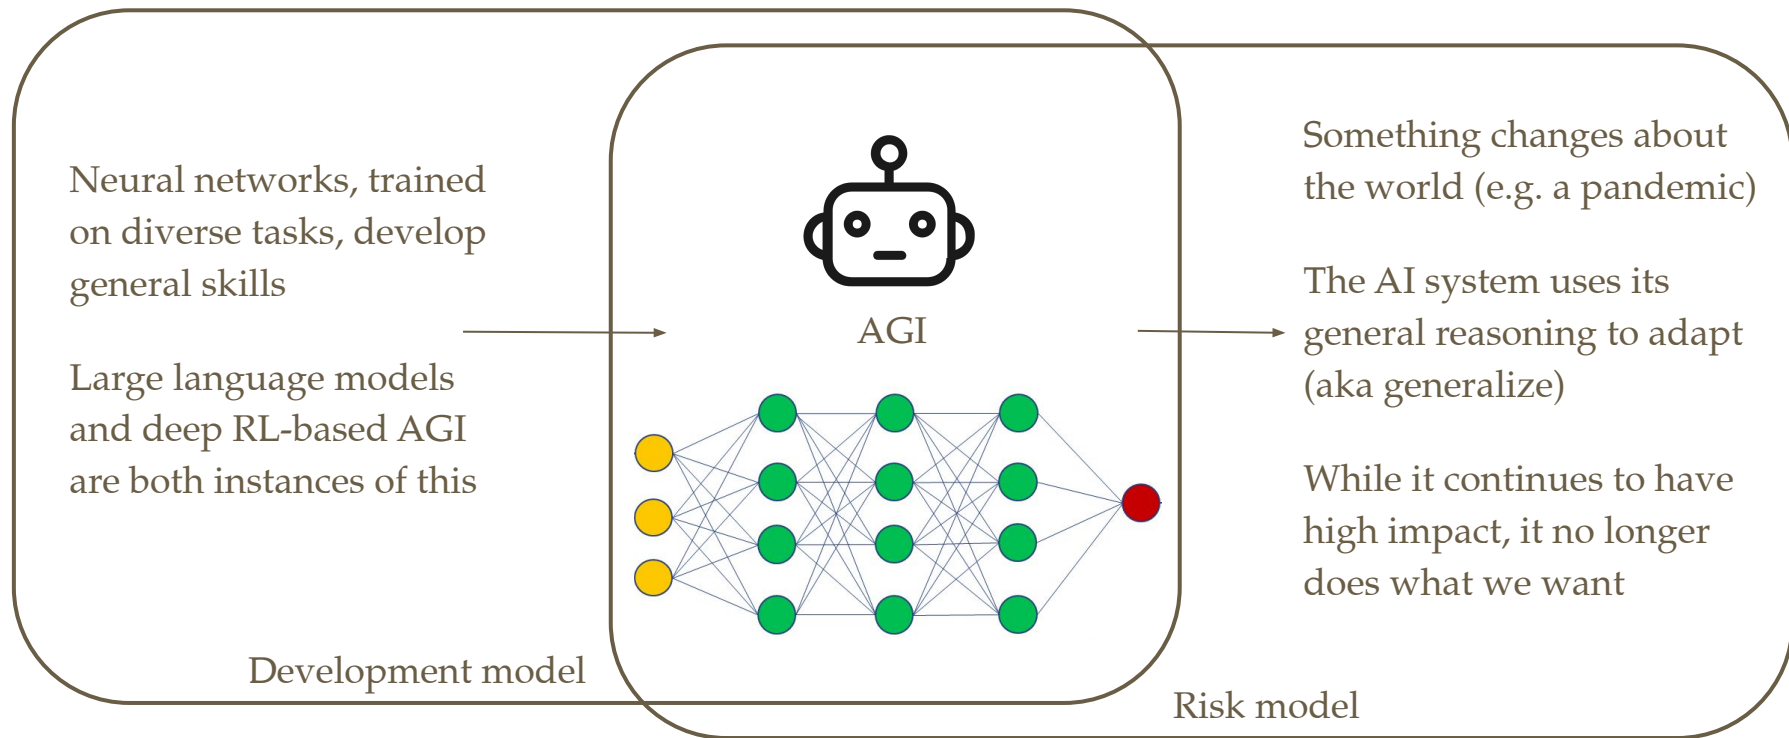 Neural networks, trained
on diverse tasks, develop
general skills
Large language models
and deep RL-based AGI
are both instances of this
Development model
AGI
Something changes about
the world (e.g. a pandemic)
The AI system uses its
general reasoning to adapt
(aka generalize)
While it continues to have
high impact, it no longer
does what we want
Risk model